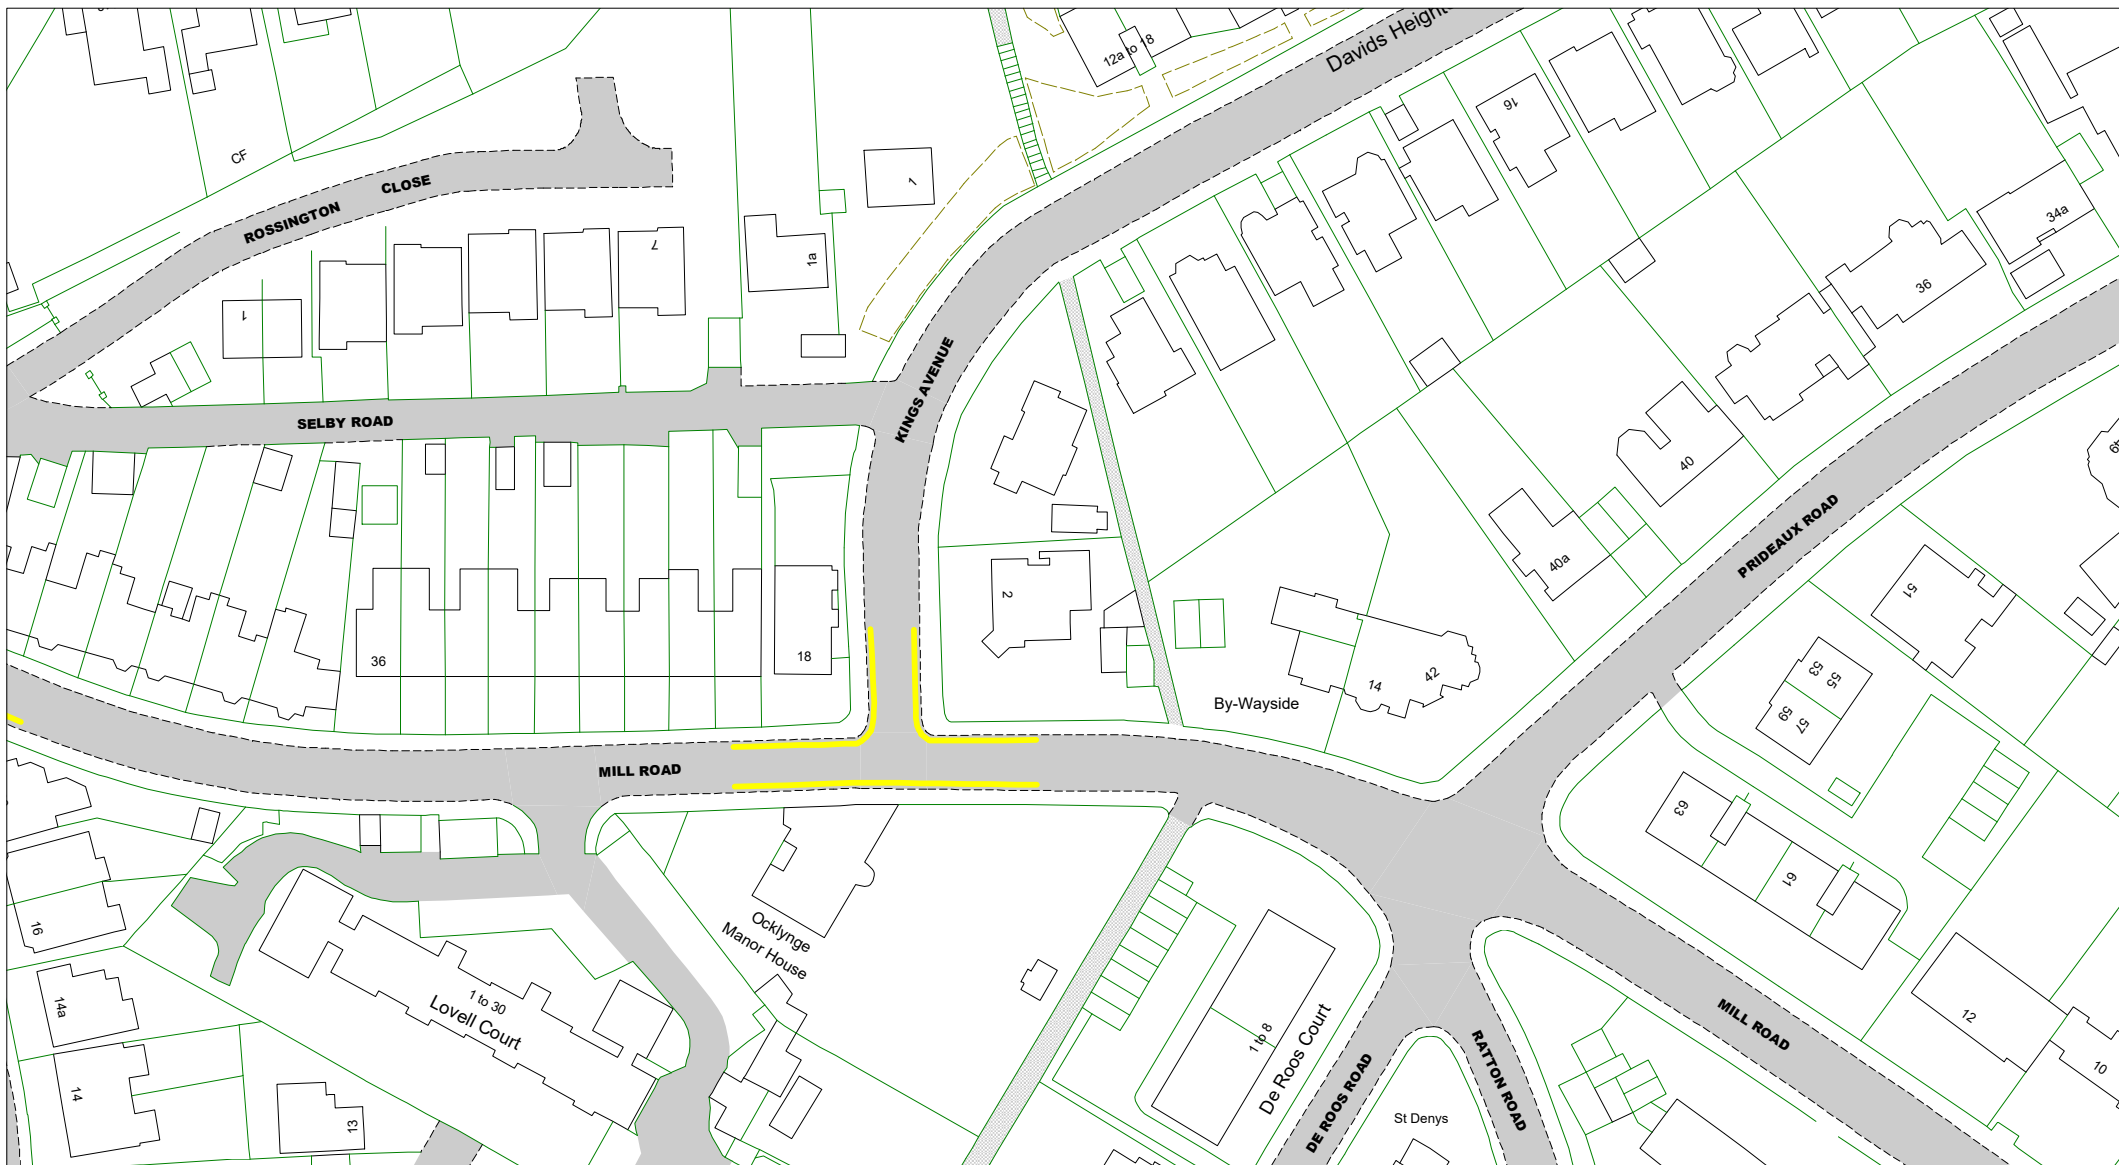 12a to 18
Davids Height
CF
ROSSINGTON CLOSE
1
1a
1
7
16
34a
36
SELBY ROAD
KINGS AVENUE
40
40a
PRIDEAUX ROAD
51
2
36
18
14
42
By-Wayside
53
55
59
57
MILL ROAD
63
61
Ocklynge
Manor House
16
14a
1 to 30
Lovell Court
14
13
1 to 8
De Roos Court
DE ROOS ROAD
RATTON ROAD
MILL ROAD
12
10
St Denys